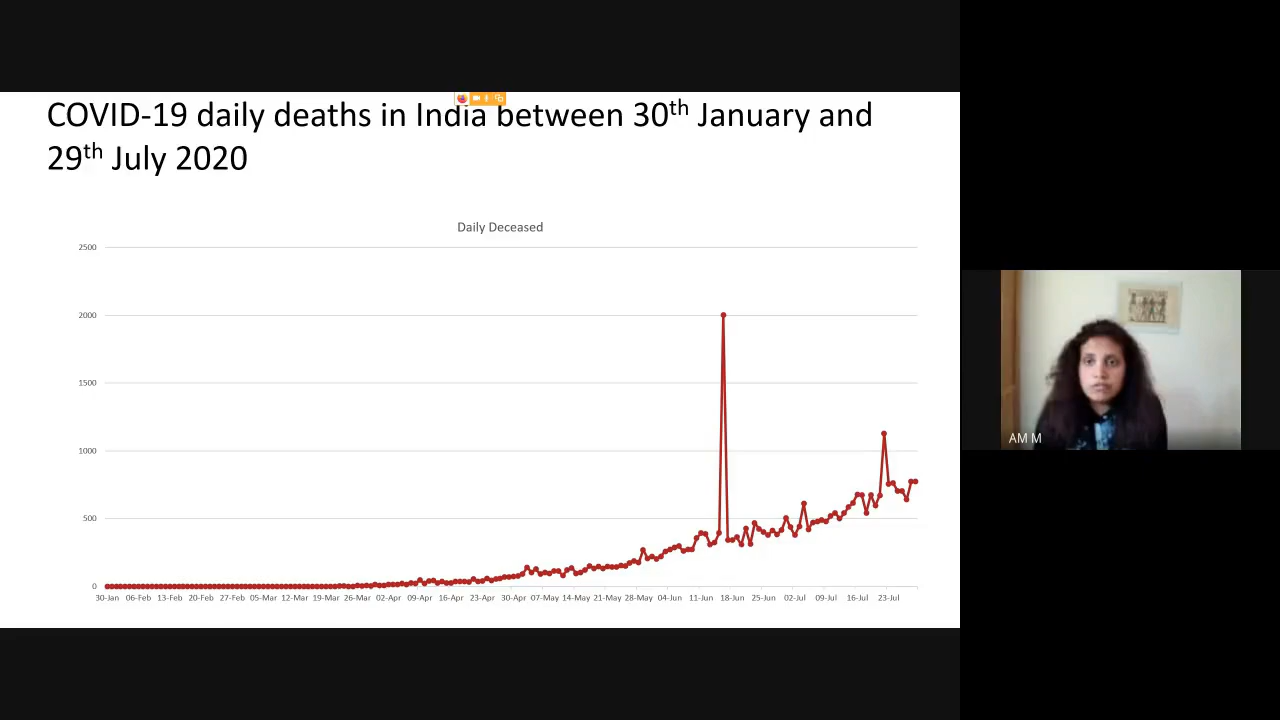 COVID-19 daily deaths in India between 30th January and
29th July 2020
Daily Deceased
2500
2000
1500
1000
500
0
30-Jan 06-Feb 13-Feb 20-Feb 27-Feb 05-Mar 12-Mar 19-Mar 26-Mar 02-Apr 09-Apr 16-Apr 23-Apr 30-Apr 07-May 14-May 21-May 28-May 04-Jun 11-Jun 18-Jun 25-Jun 02-Jul 09-Jul 16-Jul 23-Jul
AM M